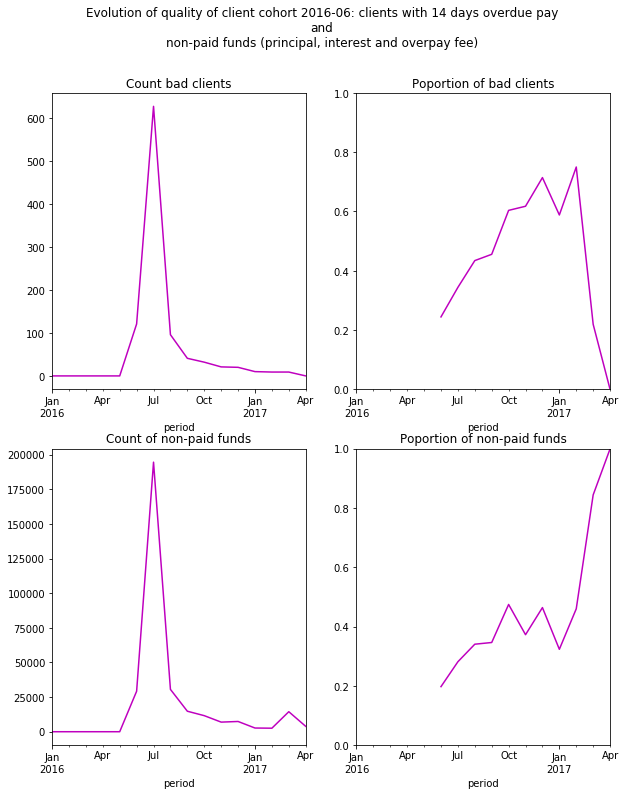 Evolution of quality of client cohort 2016-06: clients with 14 days overdue pay
and
non-paid funds (principal, interest and overpay fee)
Count bad clients
600
500
400
300
200
100
0
Jan Apr Jul Oct Jan Apr
2016 2017
period
Poportion of bad clients
1.0
0.8
0.6
0.4
0.2
0.0
Jan Apr Jul Oct Jan Apr
2016 2017
period
Count of non-paid funds
200000
175000
150000
125000
100000
75000
50000
25000
0
Jan Apr Jul Oct Jan Apr
2016 2017
period
Poportion of non-paid funds
1.0
0.8
0.6
0.4
0.2
0.0
Jan Apr Jul Oct Jan Apr
2016 2017
period